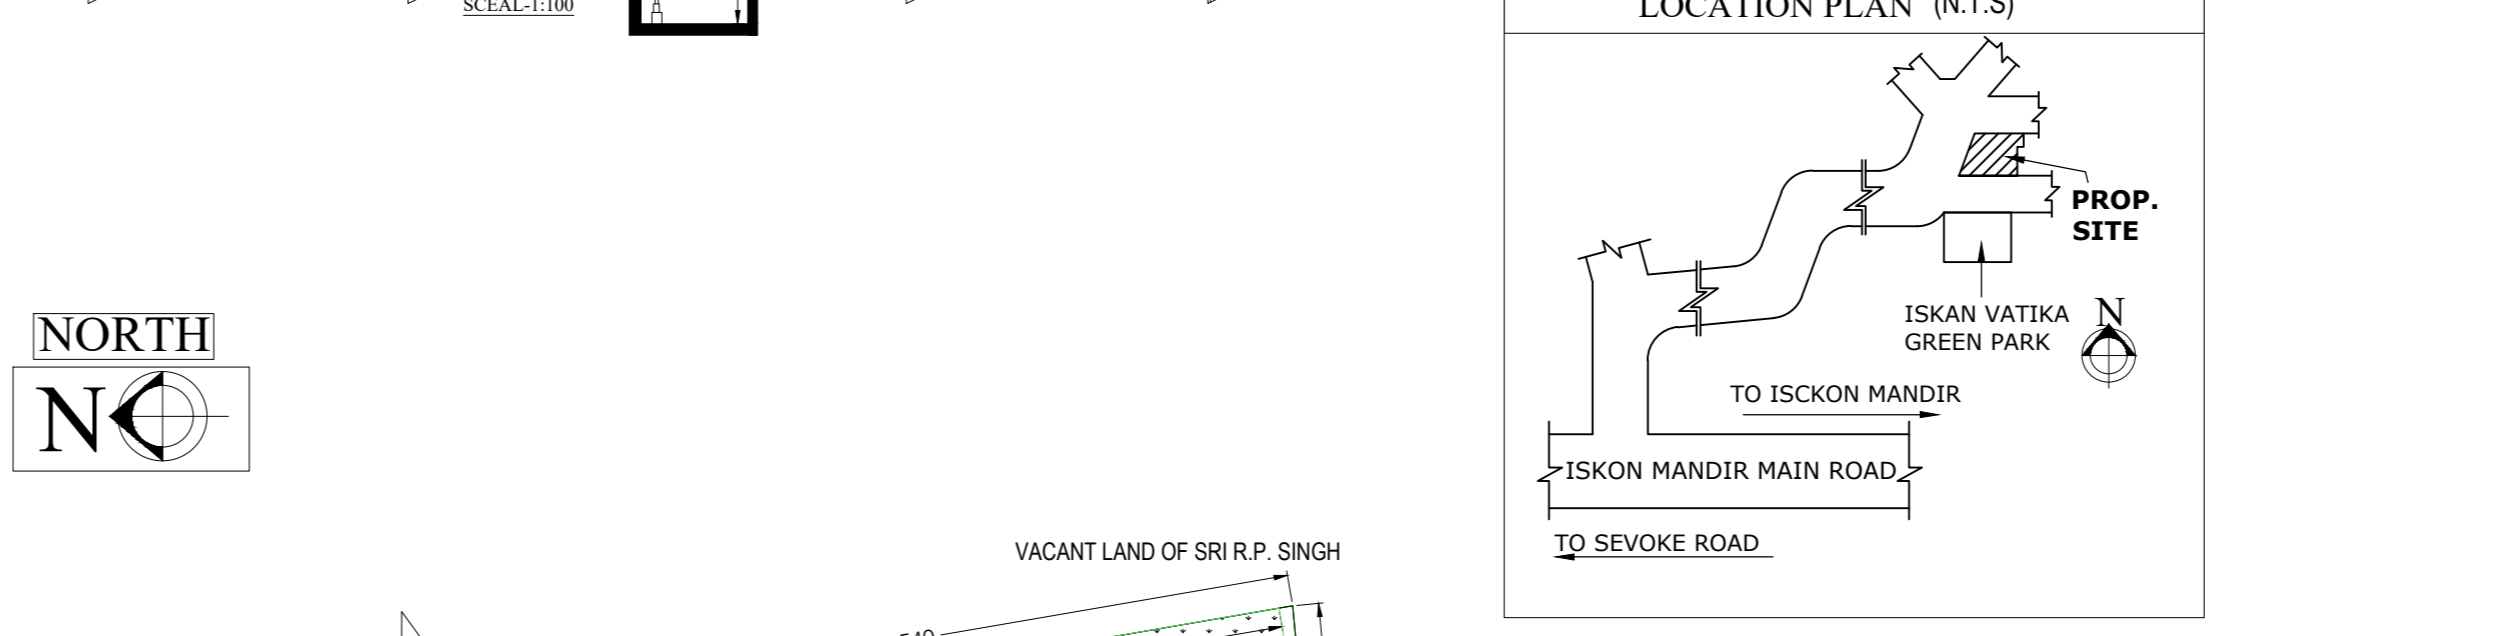 SCEAL-1:100
LOCATION PLAN (N.T.S)
PROP.
SITE
ISKAN VATIKA
GREEN PARK
N
NORTH
N
TO ISCKON MANDIR
ISKON MANDIR MAIN ROAD
TO SEVOKE ROAD
VACANT LAND OF SRI R.P. SINGH